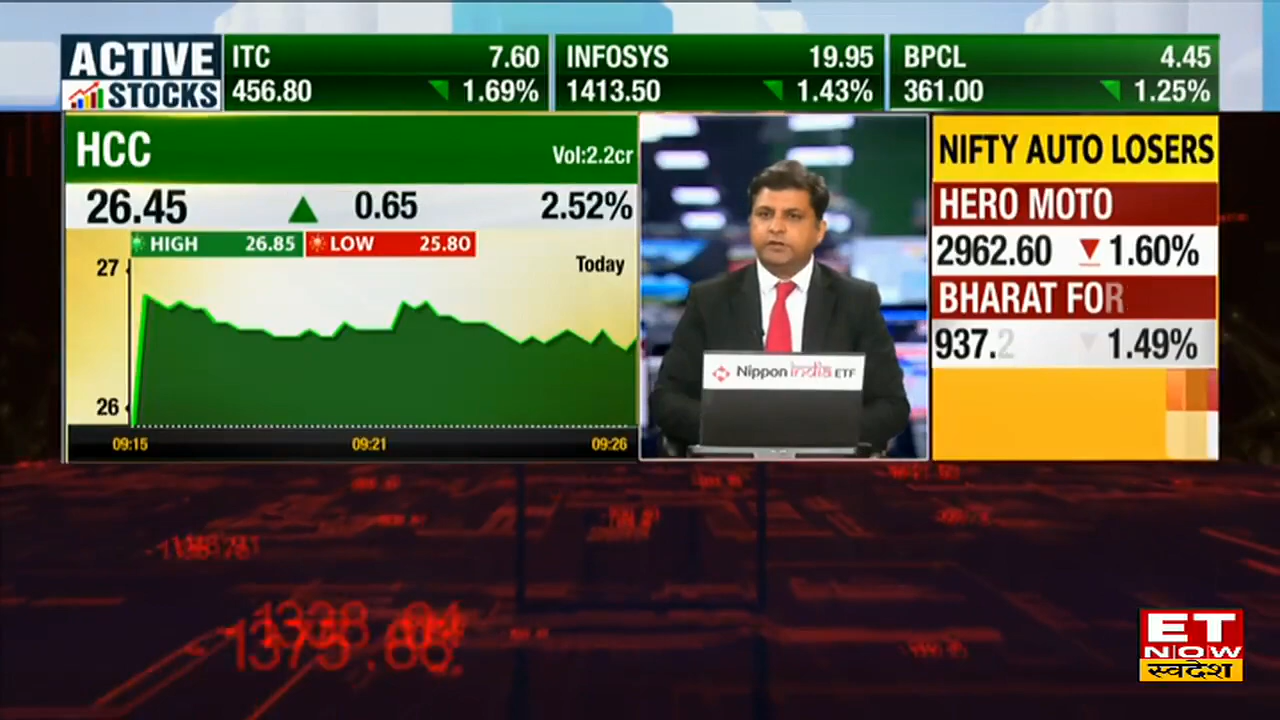 ACTIVE STOCKS
ITC 7.60
456.80 1.69%
INFOSYS 19.95
1413.50 1.43%
BPCL 4.45
361.00 1.25%
HCC
Vol:2.2cr
26.45 0.65 2.52%
HIGH 26.85 LOW 25.80
Today
27
26
09:15 09:21 09:26
Nippon india ETF
NIFTY AUTO LOSERS
HERO MOTO
2962.60 1.60%
BHARAT FOR
937.2 1.49%
ET
NOW
स्वदेश